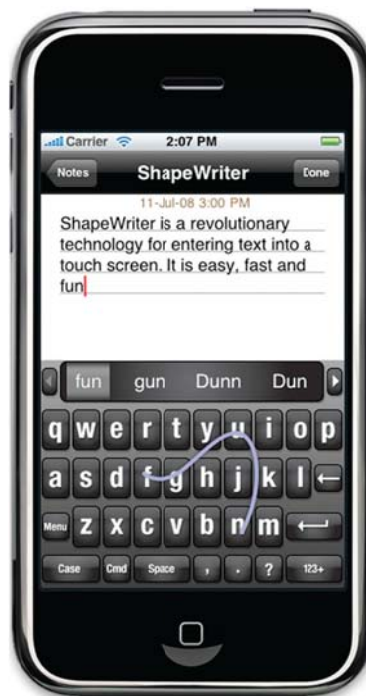 Carrier 2:07 PM
Notes ShapeWriter Done
11-Jul-08 3:00 PM
ShapeWriter is a revolutionary
technology for entering text into a
touch screen. It is easy, fast and
fun
fun gun Dunn Dun
q w e r t y u i o p
a s d f g h j k l
Menu z x c v b n m
Case Cmd Space , . ? 123+